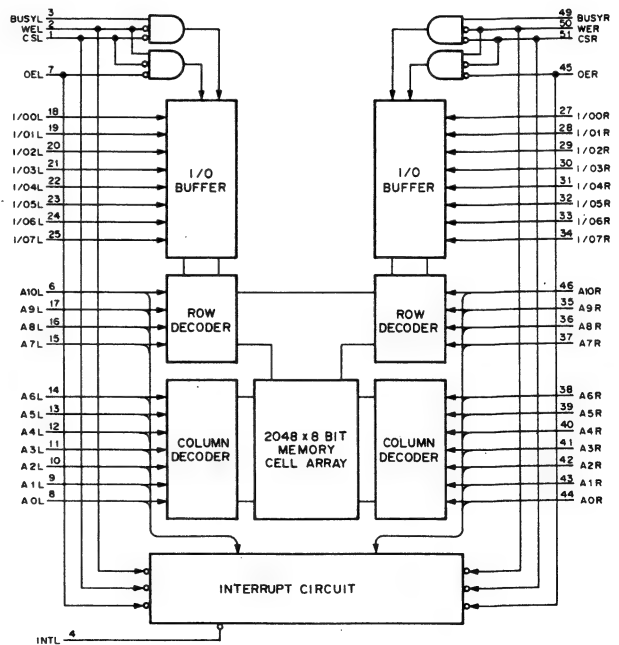 BUSYL 3
WEL 2
CSL 1
OEL 7
49 BUSYR
50 WER
51 CSR
45 OER
I/O0L 18
I/O1L 19
I/O2L 20
I/O3L 21
I/O4L 22
I/O5L 23
I/O6L 24
I/O7L 25
I/O
BUFFER
I/O
BUFFER
27 I/O0R
28 I/O1R
29 I/O2R
30 I/O3R
31 I/O4R
32 I/O5R
33 I/O6R
34 I/O7R
A10L 6
A9L 17
A8L 16
A7L 15
ROW
DECODER
ROW
DECODER
46 A10R
35 A9R
36 A8R
37 A7R
A6L 14
A5L 13
A4L 12
A3L 11
A2L 10
A1L 9
A0L 8
COLUMN
DECODER
2048 x 8 BIT
MEMORY
CELL ARRAY
COLUMN
DECODER
38 A6R
39 A5R
40 A4R
41 A3R
42 A2R
43 A1R
44 A0R
INTERRUPT CIRCUIT
INTL 4